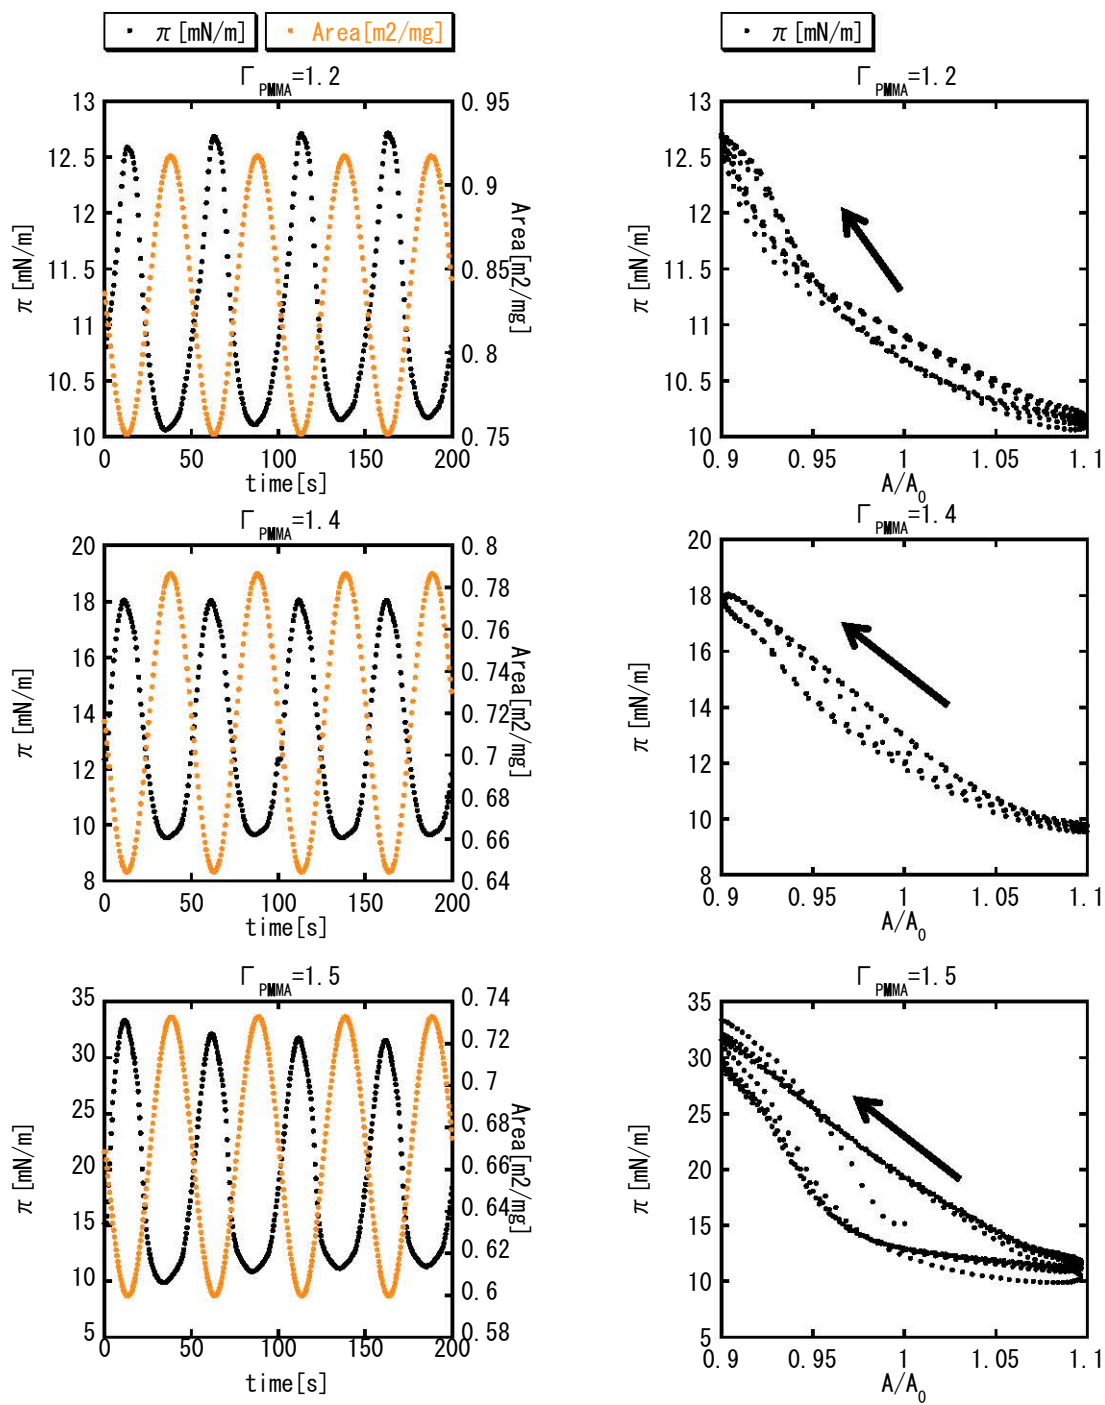 π [mN/m]
Area[m2/mg]
π [mN/m]
Γ PMMA=1.2
13
12.5
12
11.5
11
10.5
10
π [mN/m]
0.95
0.9
0.85
0.8
0.75
Area[m2/mg]
0 50 100 150 200
time[s]
Γ PMMA=1.2
13
12.5
12
11.5
11
10.5
10
π [mN/m]
0.9 0.95 1 1.05 1.1
A/A0
Γ PMMA=1.4
20
18
16
14
12
10
8
π [mN/m]
0.8
0.78
0.76
0.74
0.72
0.7
0.68
0.66
0.64
Area[m2/mg]
0 50 100 150 200
time[s]
Γ PMMA=1.4
20
18
16
14
12
10
8
π [mN/m]
0.9 0.95 1 1.05 1.1
A/A0
Γ PMMA=1.5
35
30
25
20
15
10
5
π [mN/m]
0.74
0.72
0.7
0.68
0.66
0.64
0.62
0.6
0.58
Area[m2/mg]
0 50 100 150 200
time[s]
Γ PMMA=1.5
35
30
25
20
15
10
5
π [mN/m]
0.9 0.95 1 1.05 1.1
A/A0